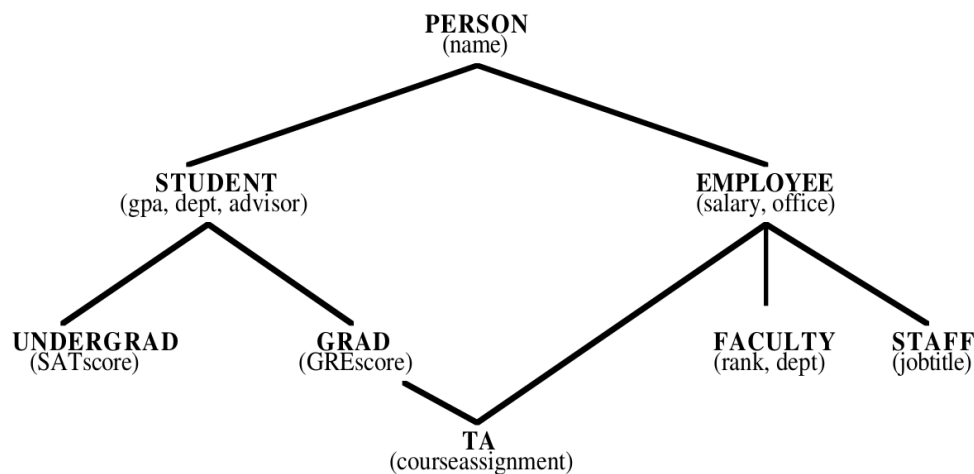 PERSON
(name)
STUDENT
(gpa, dept, advisor)
EMPLOYEE
(salary, office)
UNDERGRAD
(SATscore)
GRAD
(GREscore)
FACULTY
(rank, dept)
STAFF
(jobtitle)
TA
(courseassignment)